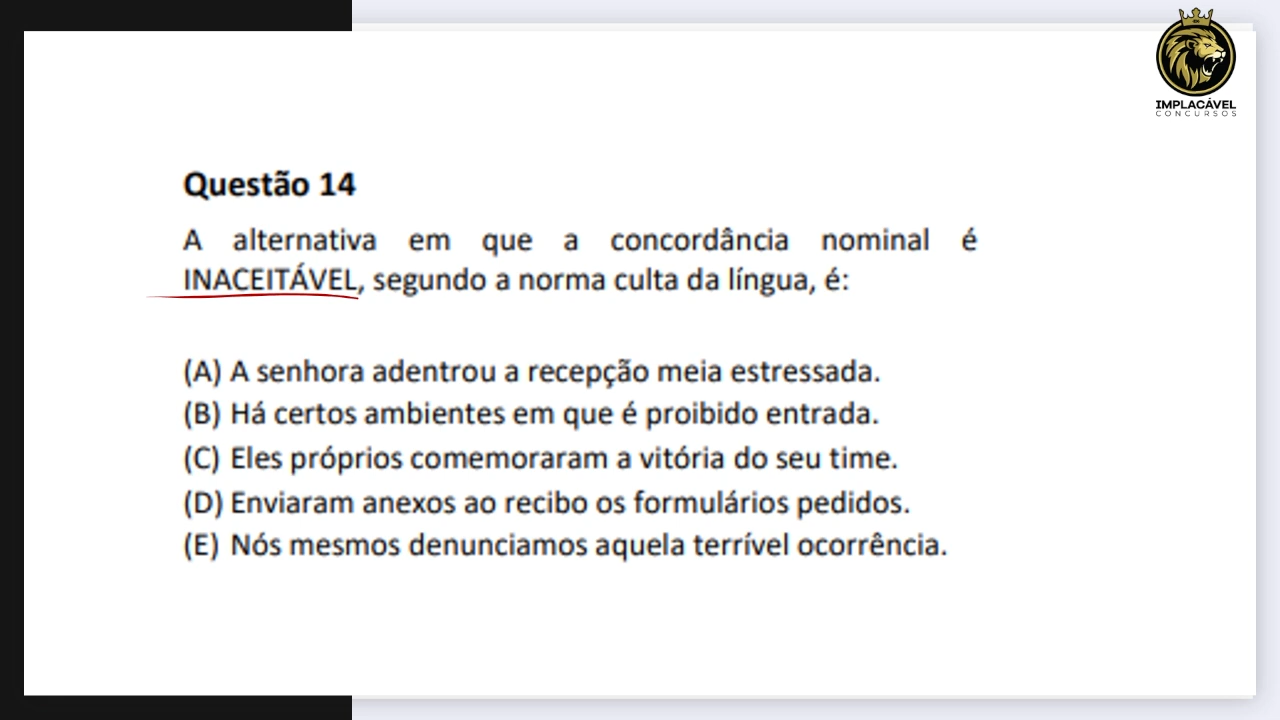 IMPLACÁVEL
CONCURSOS
Questão 14
A alternativa em que a concordância nominal é
INACEITÁVEL, segundo a norma culta da língua, é:
(A) A senhora adentrou a recepção meia estressada.
(B) Há certos ambientes em que é proibido entrada.
(C) Eles próprios comemoraram a vitória do seu time.
(D) Enviaram anexos ao recibo os formulários pedidos.
(E) Nós mesmos denunciamos aquela terrível ocorrência.